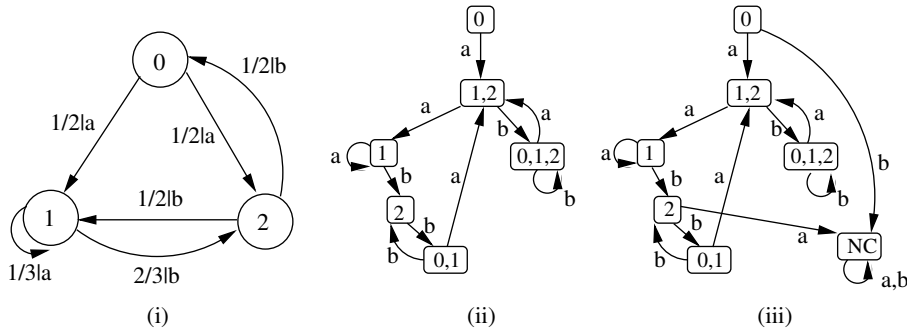 0
1/2|b
1/2|a
1/2|a
1/2|b
1
2
1/3|a
2/3|b
(i)
0
a
1,2
a
b
a
a
1
0,1,2
b
b
a
2
b
b
0,1
(ii)
0
a
1,2
a
b
a
b
a
1
0,1,2
b
b
a
2
b
a
NC
b
0,1
a,b
(iii)